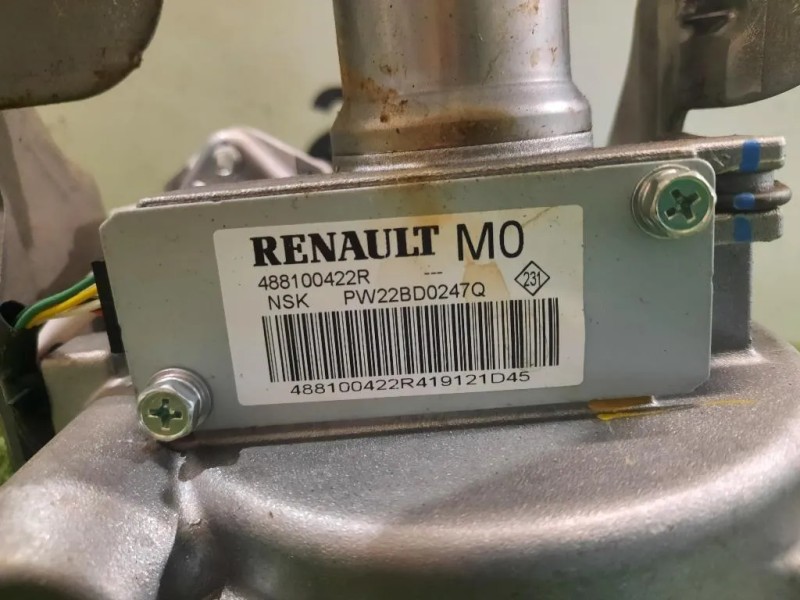 RENAULT M0
488100422R ---
NSK PW22BD0247Q 231
488100422R419121D45